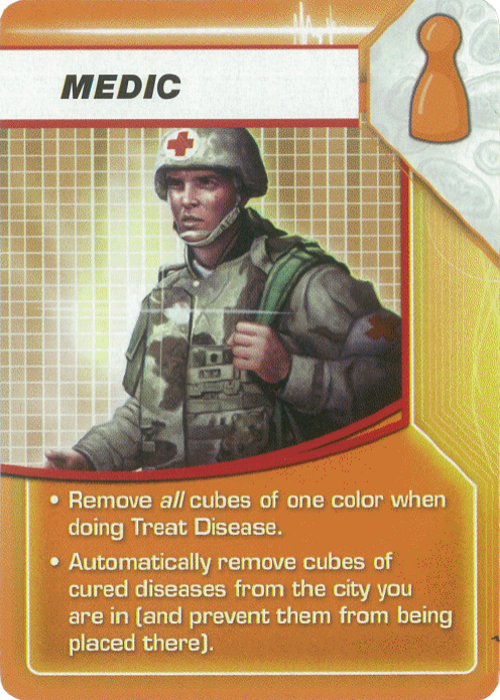 MEDIC
• Remove all cubes of one color when
doing Treat Disease.
• Automatically remove cubes of
cured diseases from the city you
are in (and prevent them from being
placed there).